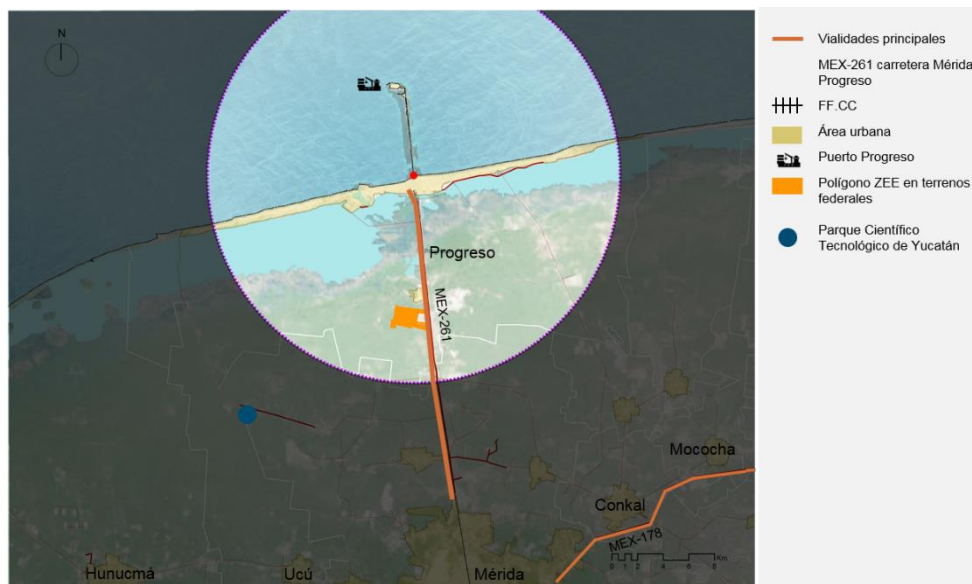 N
Progreso
MEX-261
Mococha
Conkal
MEX-178
0 1 2 4 6 8 Km
Hunucmá
Ucú
Mérida
Vialidades principales
MEX-261 carretera Mérida
Progreso
FF.CC
Área urbana
Puerto Progreso
Polígono ZEE en terrenos
federales
Parque Científico
Tecnológico de Yucatán